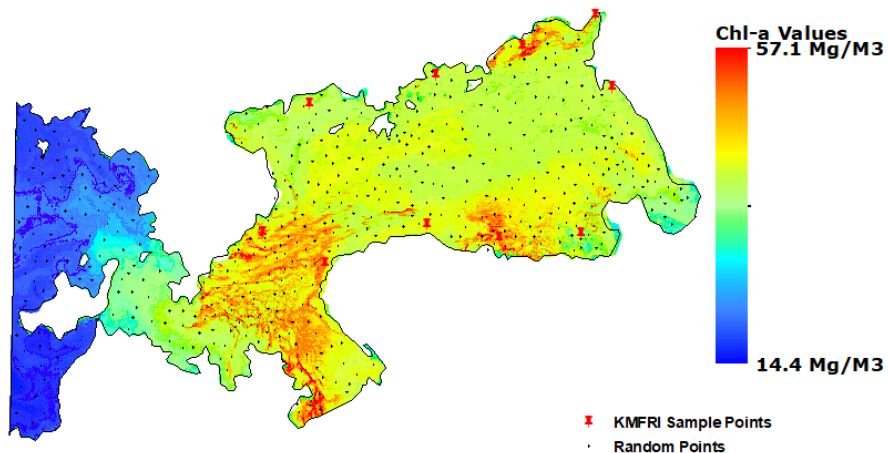 Chl-a Values
57.1 Mg/M3
14.4 Mg/M3
KMFRI Sample Points
Random Points